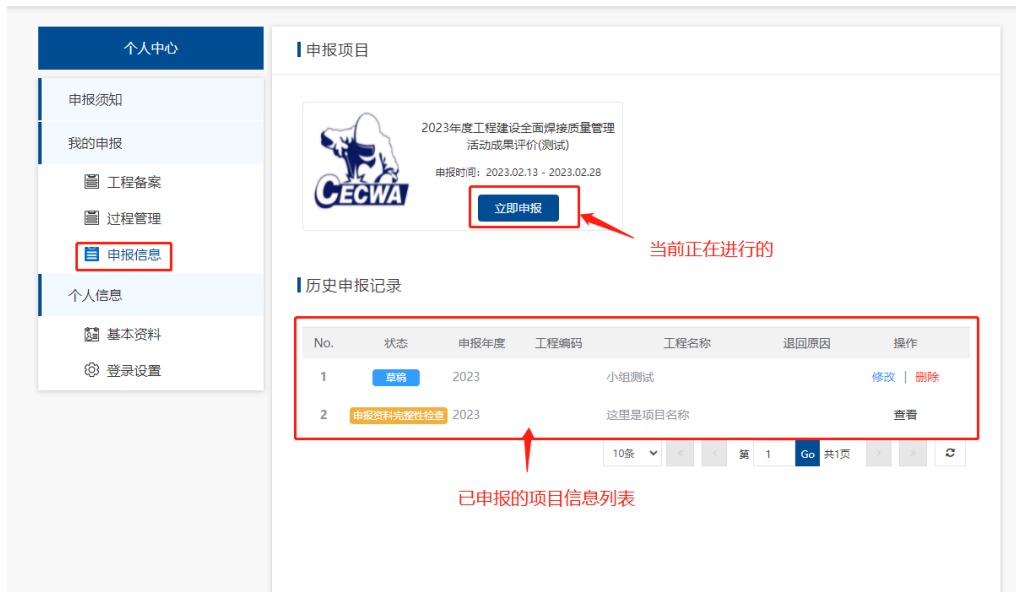 个人中心
申报须知
我的申报
工程备案
过程管理
申报信息
个人信息
基本资料
登录设置
申报项目
CECWA
2023年度工程建设全面焊接质量管理
活动成果评价(测试)
申报时间：2023.02.13 - 2023.02.28
立即申报
当前正在进行的
历史申报记录
No. 状态 申报年度 工程编码 工程名称 退回原因 操作
1 草稿 2023 小组测试 修改 | 删除
2 申报资料完整性检查 2023 这里是项目名称 查看
10条 « ‹ 第 1 Go 共1页 › »
已申报的项目信息列表